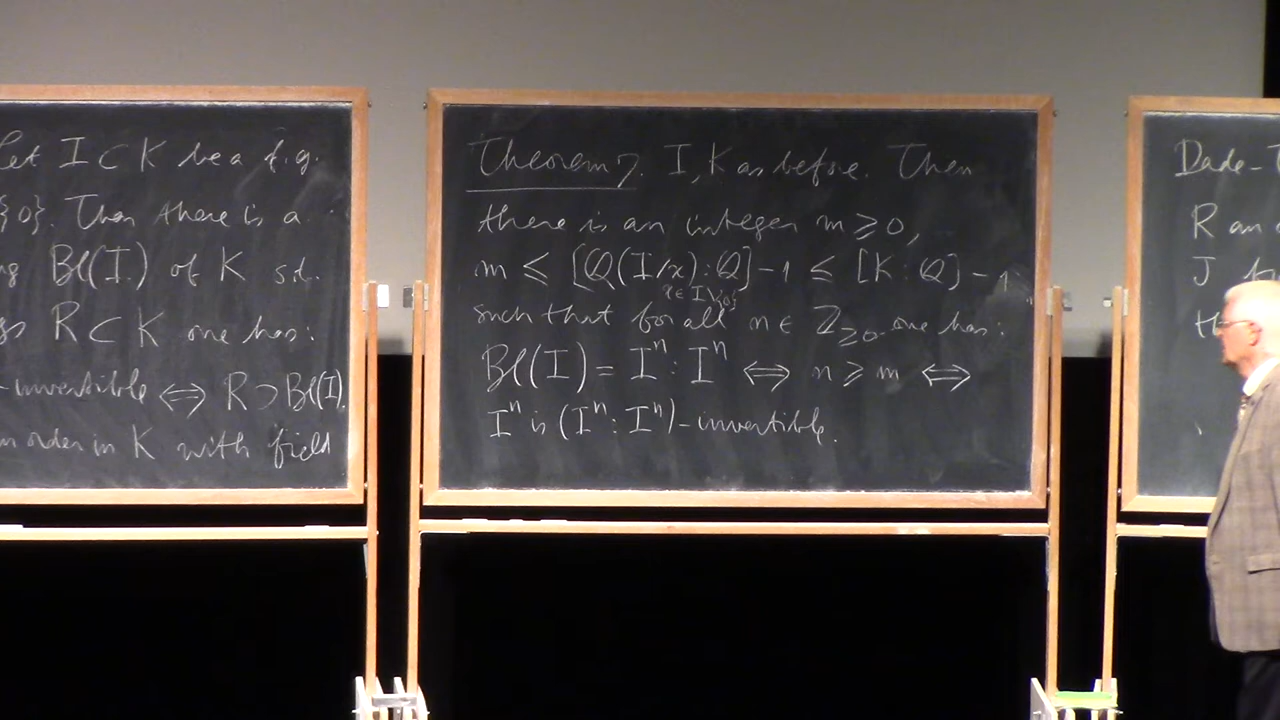 Let I ⊂ K be a f.g.
{0}. Then there is a
Bl(I) of K s.t.
R ⊂ K one has:
-invertible ⟺ R ⊃ Bl(I).
order in K with field
Theorem 7. I, K as before. Then
there is an integer m ≥ 0,
m ≤ [Q(I/x) : Q] - 1 ≤ [K : Q] - 1,
x ∈ I\{0}
such that for all n ∈ Z≥0 one has:
Bl(I) = Iⁿ : Iⁿ ⟺ n ≥ m ⟺
Iⁿ is (Iⁿ : Iⁿ)-invertible.
Dade-T
R an
J
th